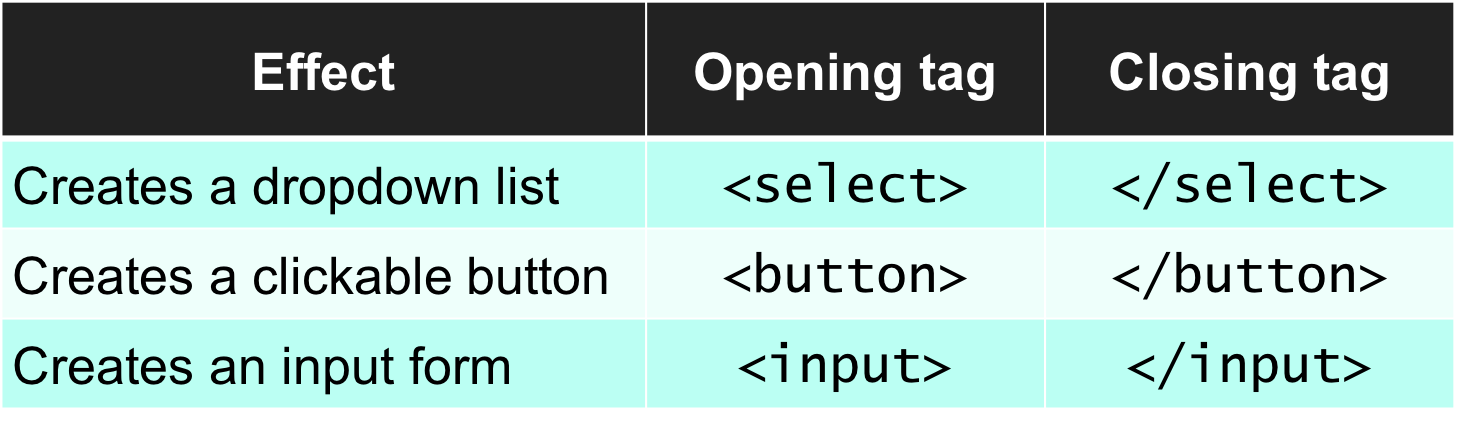 Effect Opening tag Closing tag
Creates a dropdown list <select> </select>
Creates a clickable button <button> </button>
Creates an input form <input> </input>